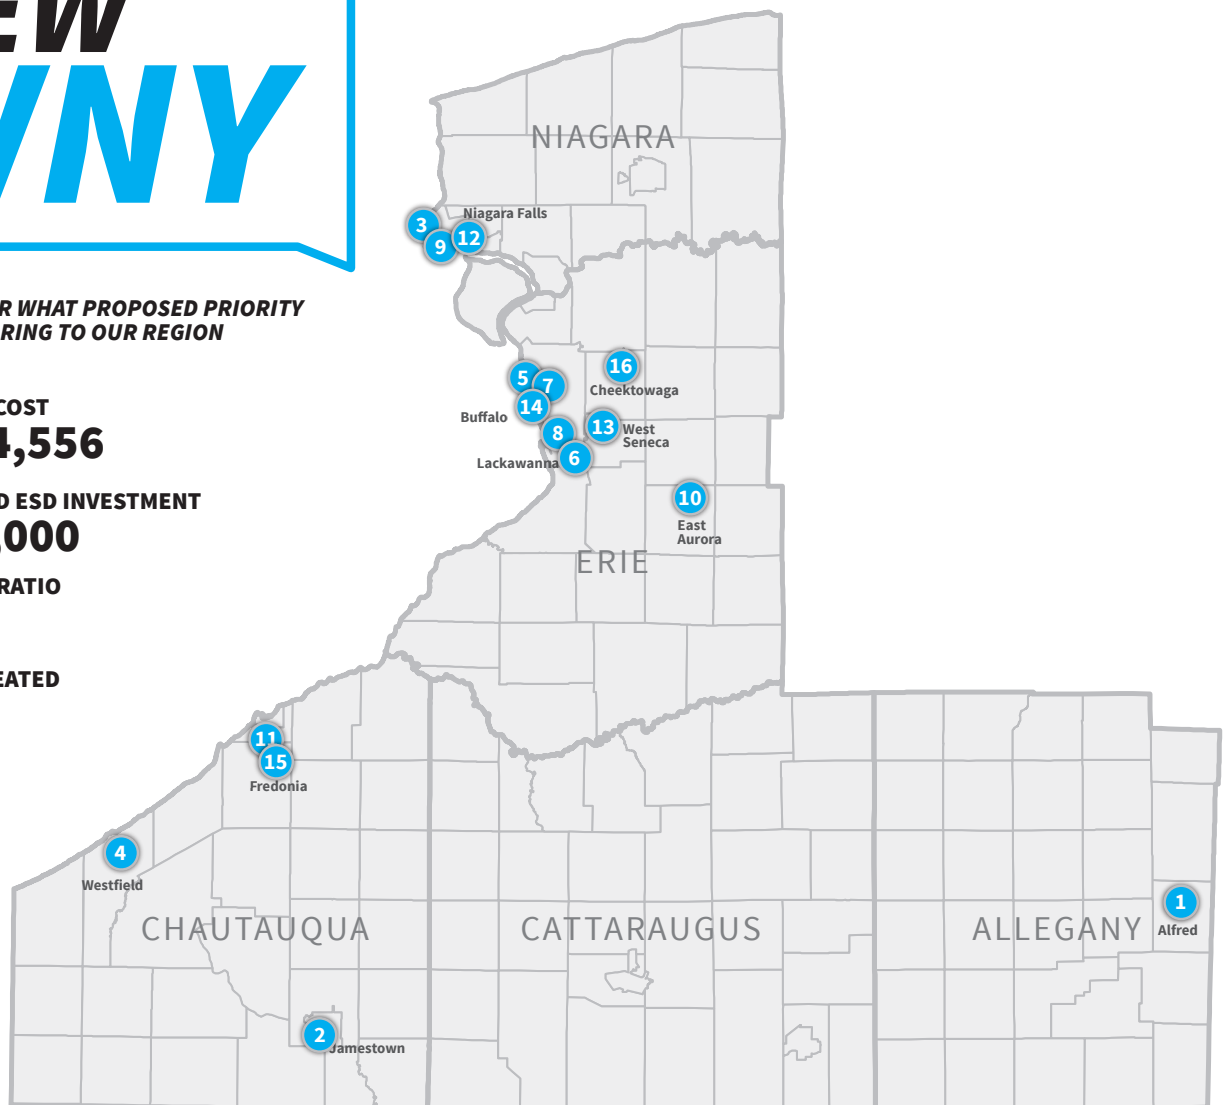 EW
WNY
R WHAT PROPOSED PRIORITY
RING TO OUR REGION
COST
4,556
D ESD INVESTMENT
,000
RATIO
EATED
NIAGARA
Niagara Falls
3
12
9
16
Cheektowaga
5
7
14
Buffalo
8
13
West
Seneca
Lackawanna
6
10
East
Aurora
ERIE
11
15
Fredonia
4
Westfield
1
Alfred
CHAUTAUQUA
CATTARAUGUS
ALLEGANY
2
Jamestown